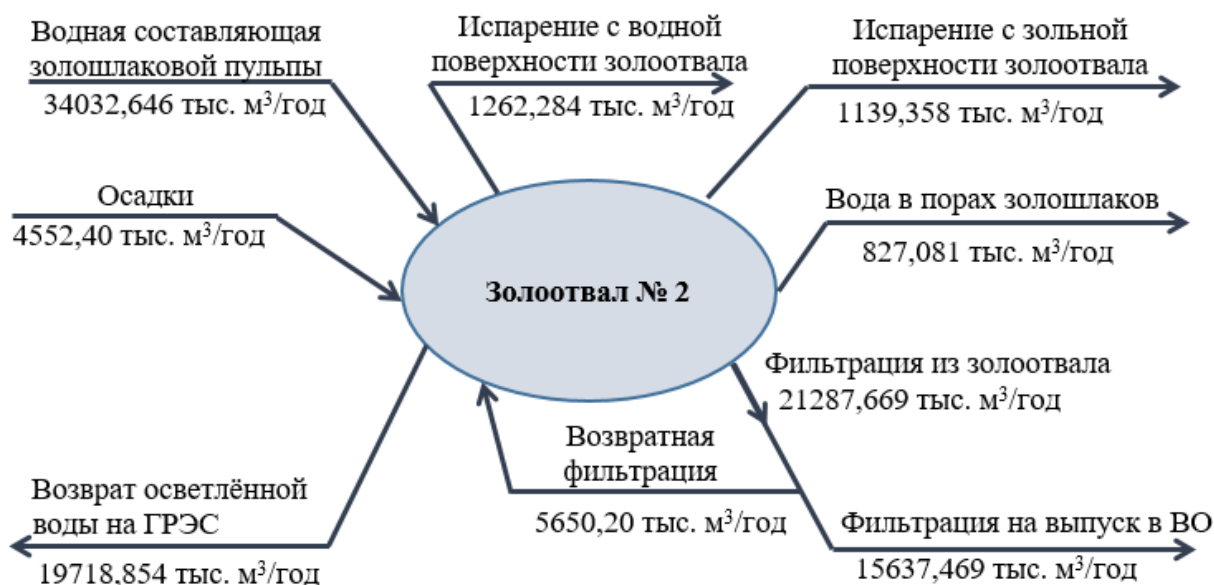 Водная составляющая
золошлаковой пульпы
34032,646 тыс. м³/год
Испарение с водной
поверхности золоотвала
1262,284 тыс. м³/год
Испарение с зольной
поверхности золоотвала
1139,358 тыс. м³/год
Осадки
4552,40 тыс. м³/год
Вода в порах золошлаков
827,081 тыс. м³/год
Золоотвал № 2
Фильтрация из золоотвала
21287,669 тыс. м³/год
Возвратная
фильтрация
5650,20 тыс. м³/год
Возврат осветлённой
воды на ГРЭС
19718,854 тыс. м³/год
Фильтрация на выпуск в ВО
15637,469 тыс. м³/год